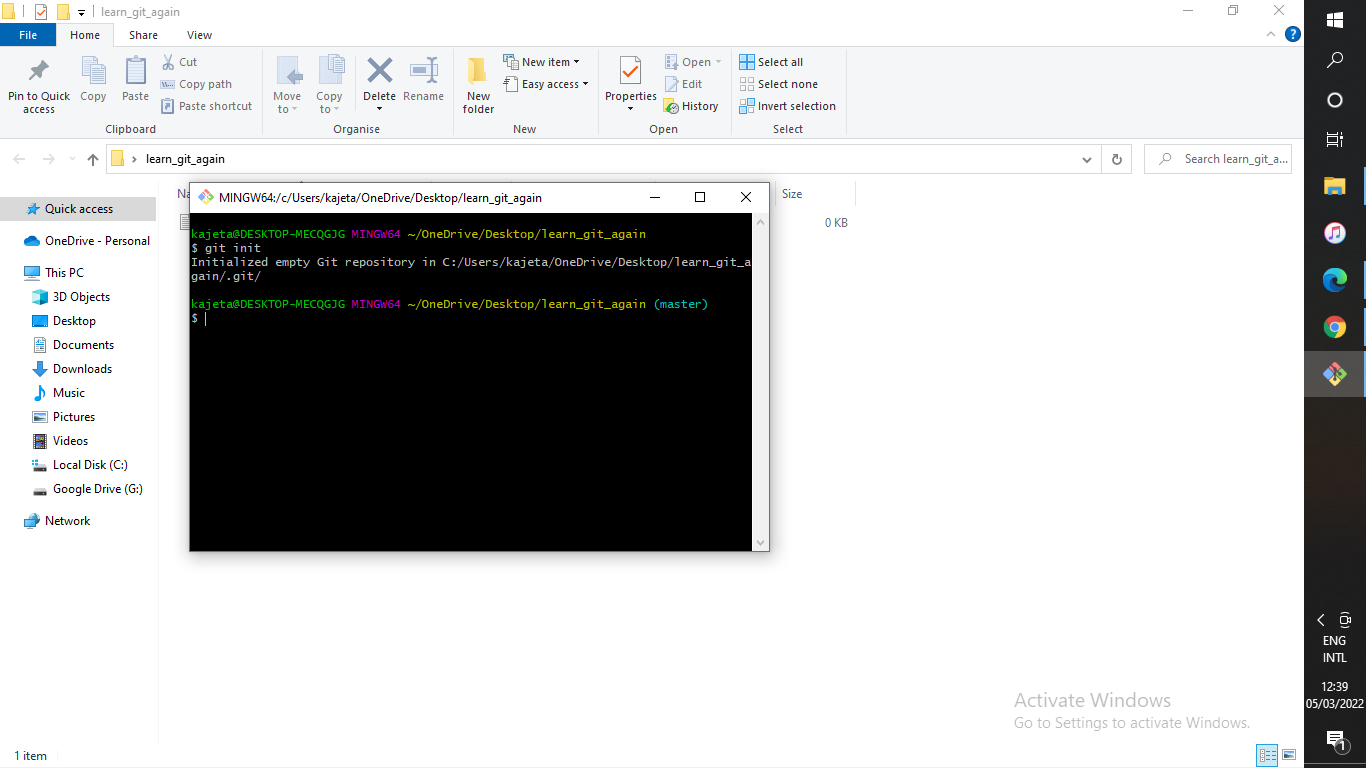 learn_git_again
File Home Share View
Pin to Quick access
Copy
Paste
Cut
Copy path
Paste shortcut
Clipboard
Move to
Copy to
Delete
Rename
Organise
New folder
New item
Easy access
New
Properties
Open
Edit
History
Open
Select all
Select none
Invert selection
Select
learn_git_again
Search learn_git_a...
Quick access
OneDrive - Personal
This PC
3D Objects
Desktop
Documents
Downloads
Music
Pictures
Videos
Local Disk (C:)
Google Drive (G:)
Network
Size
0 KB
MINGW64:/c/Users/kajeta/OneDrive/Desktop/learn_git_again
kajeta@DESKTOP-MECQGJG MINGW64 ~/OneDrive/Desktop/learn_git_again
$ git init
Initialized empty Git repository in C:/Users/kajeta/OneDrive/Desktop/learn_git_a
gain/.git/
kajeta@DESKTOP-MECQGJG MINGW64 ~/OneDrive/Desktop/learn_git_again (master)
$
Activate Windows
Go to Settings to activate Windows.
1 item
ENG
INTL
12:39
05/03/2022
1